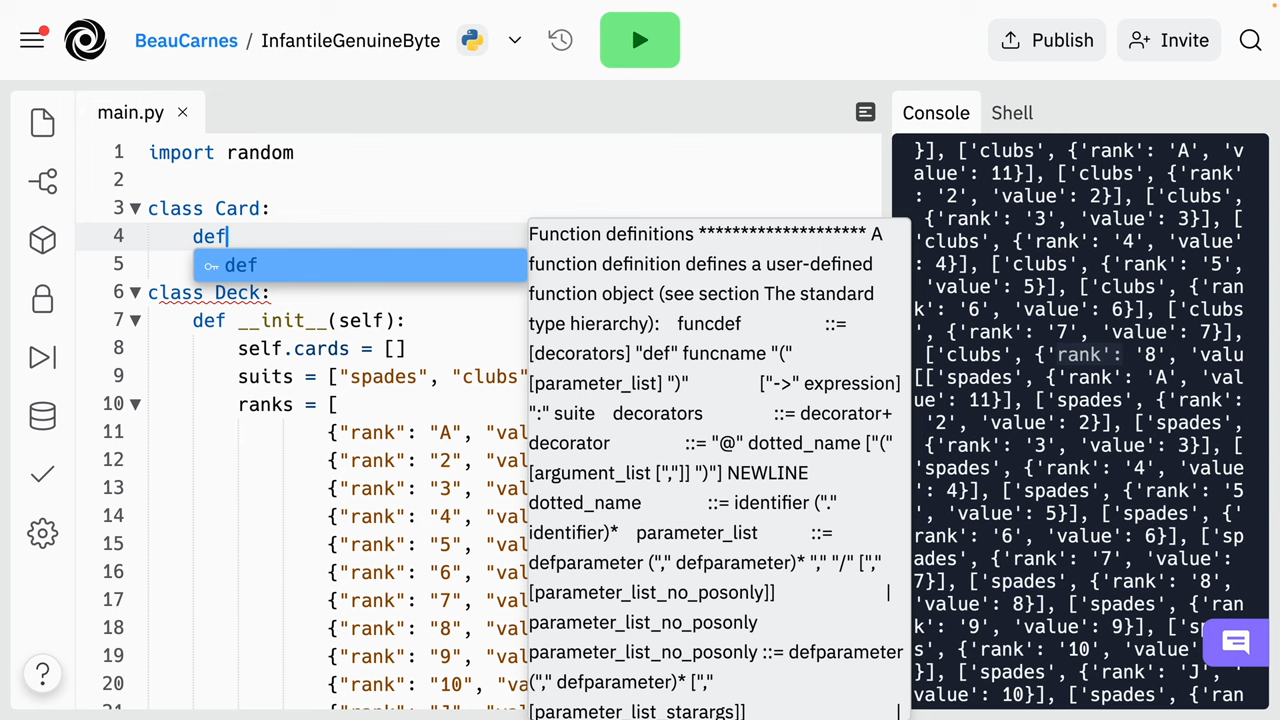 BeauCarnes / InfantileGenuineByte
Publish
Invite
main.py ×
Console
Shell
1 import random
2
3 class Card:
4 def
def
5
6 class Deck:
7 def __init__(self):
8 self.cards = []
9 suits = ["spades", "clubs"
10 ranks = [
11 {"rank": "A", "val
12 {"rank": "2", "val
13 {"rank": "3", "val
14 {"rank": "4", "val
15 {"rank": "5", "val
16 {"rank": "6", "val
17 {"rank": "7", "val
18 {"rank": "8", "val
19 {"rank": "9", "val
20 {"rank": "10", "va
Function definitions ******************** A
function definition defines a user-defined
function object (see section The standard
type hierarchy): funcdef ::=
[decorators] "def" funcname "("
[parameter_list] ")" ["->" expression]
":" suite decorators ::= decorator+
decorator ::= "@" dotted_name ["("
[argument_list [","]] ")"] NEWLINE
dotted_name ::= identifier ("."
identifier)* parameter_list ::=
defparameter ("," defparameter)* "," "/" [","
[parameter_list_no_posonly]] |
parameter_list_no_posonly
parameter_list_no_posonly ::= defparameter
("," defparameter)* [","
[parameter_list_starargs]] |
}], ['clubs', {'rank': 'A', 'v
alue': 11}], ['clubs', {'rank'
: '2', 'value': 2}], ['clubs',
{'rank': '3', 'value': 3}], [
'clubs', {'rank': '4', 'value'
: 4}], ['clubs', {'rank': '5',
'value': 5}], ['clubs', {'rank
': '6', 'value': 6}], ['clubs'
, {'rank': '7', 'value': 7}],
['clubs', {'rank': '8', 'valu
[['spades', {'rank': 'A', 'val
ue': 11}], ['spades', {'rank':
'2', 'value': 2}], ['spades',
{'rank': '3', 'value': 3}], [
'spades', {'rank': '4', 'value
': 4}], ['spades', {'rank': '5
', 'value': 5}], ['spades', {'
rank': '6', 'value': 6}], ['sp
ades', {'rank': '7', 'value':
7}], ['spades', {'rank': '8',
'value': 8}], ['spades', {'ran
k': '9', 'value': 9}], ['s
, {'rank': '10', 'value'
}], ['spades', {'rank': 'J',
'value': 10}], ['spades', {'ran
?